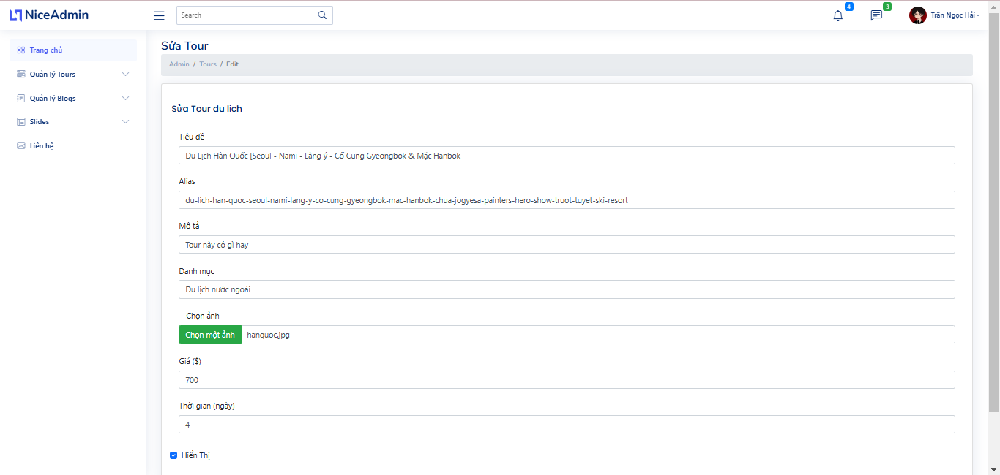 NiceAdmin
Search
4
3
Trần Ngọc Hải
Trang chủ
Quản lý Tours
Quản lý Blogs
Slides
Liên hệ
Sửa Tour
Admin / Tours / Edit
Sửa Tour du lịch
Tiêu đề
Du Lịch Hàn Quốc [Seoul - Nami - Làng ý - Cố Cung Gyeongbok & Mặc Hanbok
Alias
du-lich-han-quoc-seoul-nami-lang-y-co-cung-gyeongbok-mac-hanbok-chua-jogyesa-painters-hero-show-truot-tuyet-ski-resort
Mô tả
Tour này có gì hay
Danh mục
Du lịch nước ngoài
Chọn ảnh
Chọn một ảnh hanquoc.jpg
Giá ($)
700
Thời gian (ngày)
4
Hiển Thị